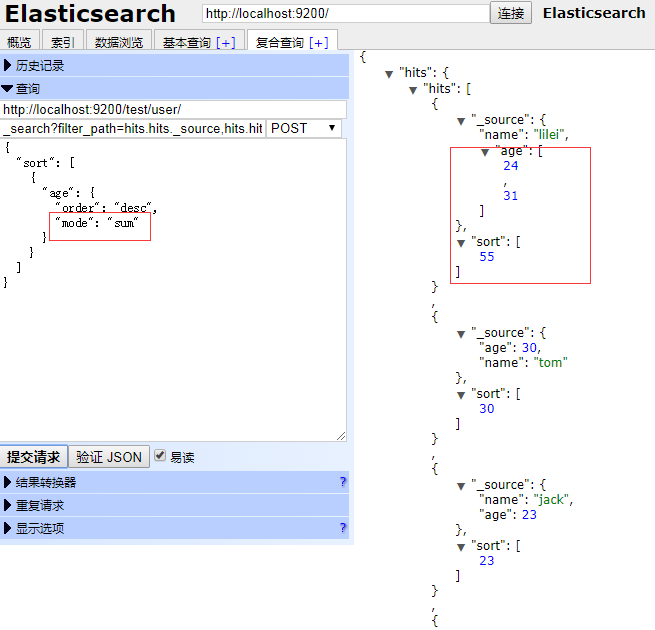 Elasticsearch
http://localhost:9200/
连接
Elasticsearch
概览
索引
数据浏览
基本查询 [+]
复合查询 [+]
历史记录
查询
http://localhost:9200/test/user/
_search?filter_path=hits.hits._source,hits.hit
POST
{
"sort": [
{
"age": {
"order": "desc",
"mode": "sum"
}
}
]
}
提交请求
验证 JSON
易读
结果转换器
?
重复请求
显示选项
?
{
"hits": {
"hits": [
{
"_source": {
"name": "lilei",
"age": [
24
,
31
]
},
"sort": [
55
]
}
,
{
"_source": {
"age": 30,
"name": "tom"
},
"sort": [
30
]
}
,
{
"_source": {
"name": "jack",
"age": 23
},
"sort": [
23
]
}
,
{